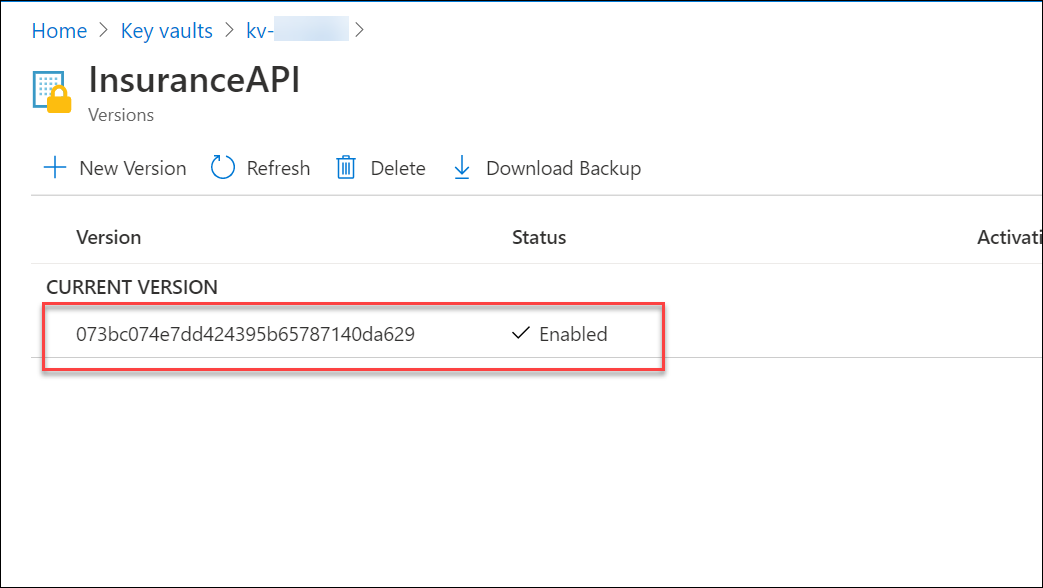 Home > Key vaults > kv- >
InsuranceAPI
Versions
New Version Refresh Delete Download Backup
Version Status Activati
CURRENT VERSION
073bc074e7dd424395b65787140da629 Enabled